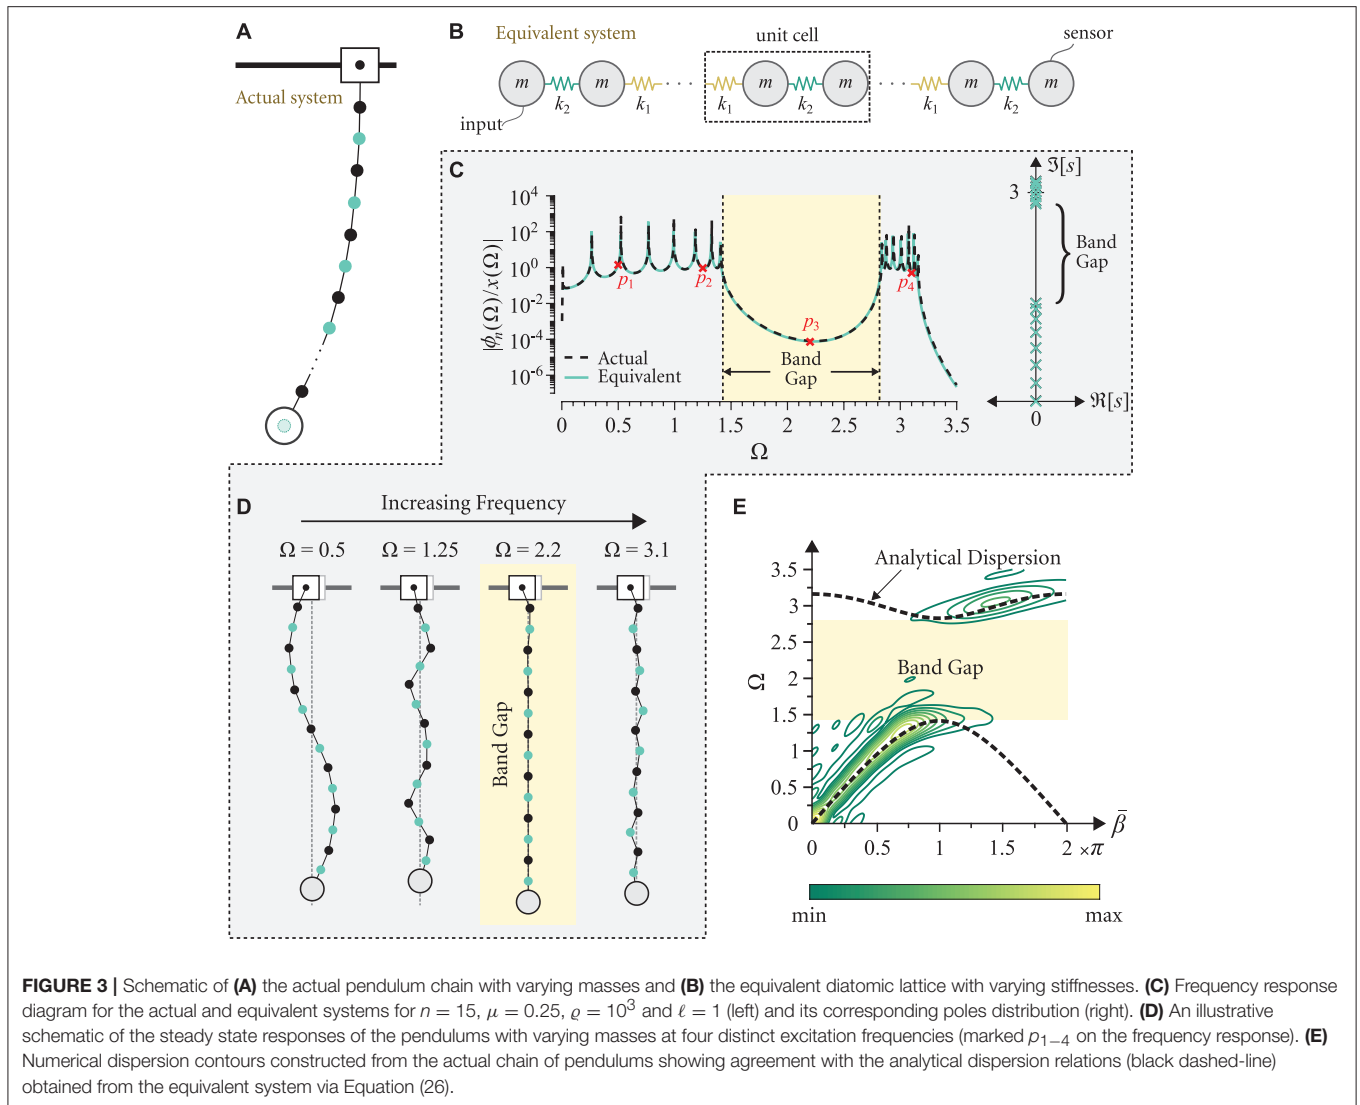 A
Actual system
B
Equivalent system
unit cell
sensor
m m m m m m
k2 k1 k1 k2 k1 k2
input
C
|ϕn(Ω)/x(Ω)|
10^4
10^2
10^0
10^-2
10^-4
10^-6
p1
p2
p3
p4
Actual
Equivalent
Band
Gap
0 0.5 1 1.5 2 2.5 3 3.5
Ω
ℑ[s]
3
Band
Gap
ℜ[s]
0
D
Increasing Frequency
Ω = 0.5 Ω = 1.25 Ω = 2.2 Ω = 3.1
Band Gap
E
Analytical Dispersion
3.5
3
2.5
2
1.5
1
0.5
0
Ω
Band Gap
β̄
0 0.5 1 1.5 2 ×π
min max
FIGURE 3 | Schematic of (A) the actual pendulum chain with varying masses and (B) the equivalent diatomic lattice with varying stiffnesses. (C) Frequency response
diagram for the actual and equivalent systems for n = 15, μ = 0.25, ϱ = 10^3 and ℓ = 1 (left) and its corresponding poles distribution (right). (D) An illustrative
schematic of the steady state responses of the pendulums with varying masses at four distinct excitation frequencies (marked p1−4 on the frequency response). (E)
Numerical dispersion contours constructed from the actual chain of pendulums showing agreement with the analytical dispersion relations (black dashed-line)
obtained from the equivalent system via Equation (26).